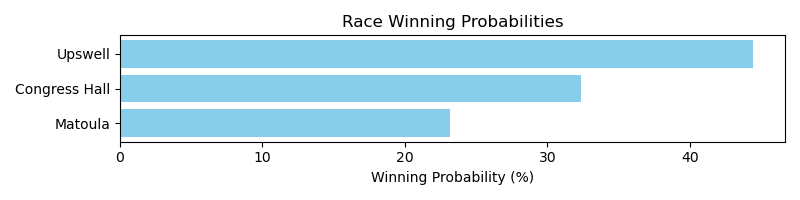 Race Winning Probabilities
Upswell
Congress Hall
Matoula
0 10 20 30 40
Winning Probability (%)